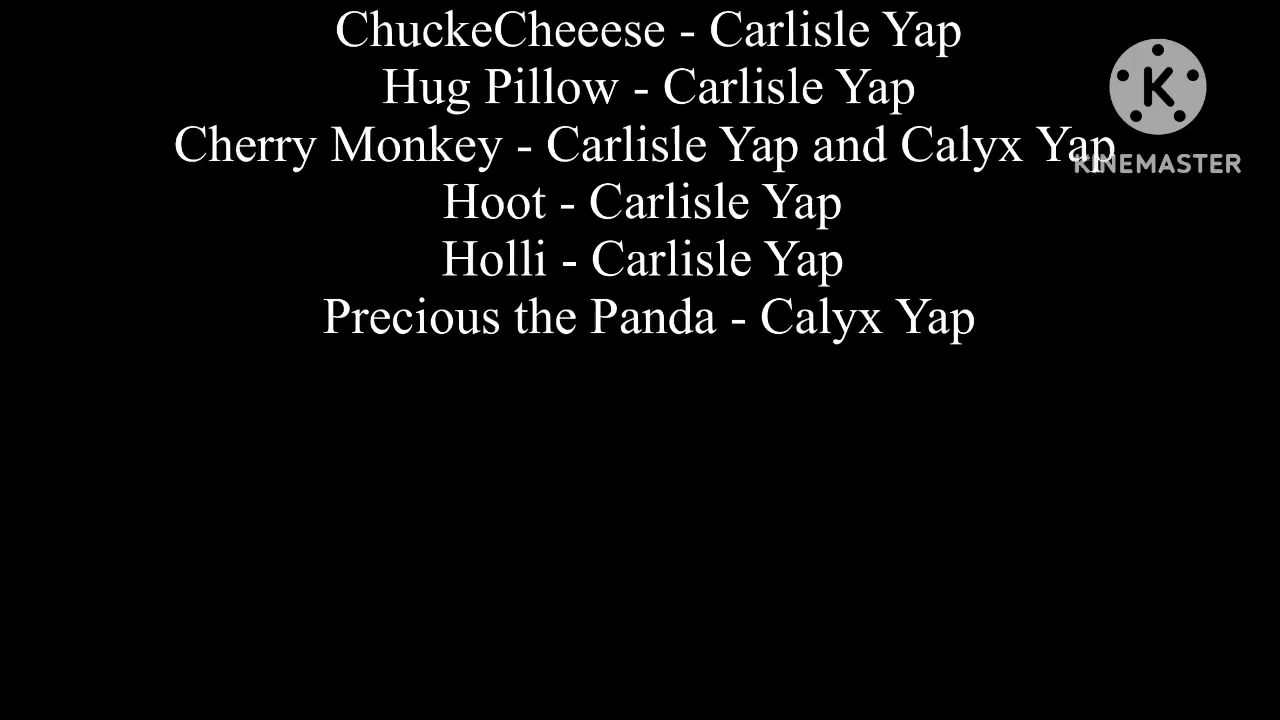 ChuckeCheeese - Carlisle Yap
Hug Pillow - Carlisle Yap
Cherry Monkey - Carlisle Yap and Calyx Yap
Hoot - Carlisle Yap
Holli - Carlisle Yap
Precious the Panda - Calyx Yap
K
KINEMASTER